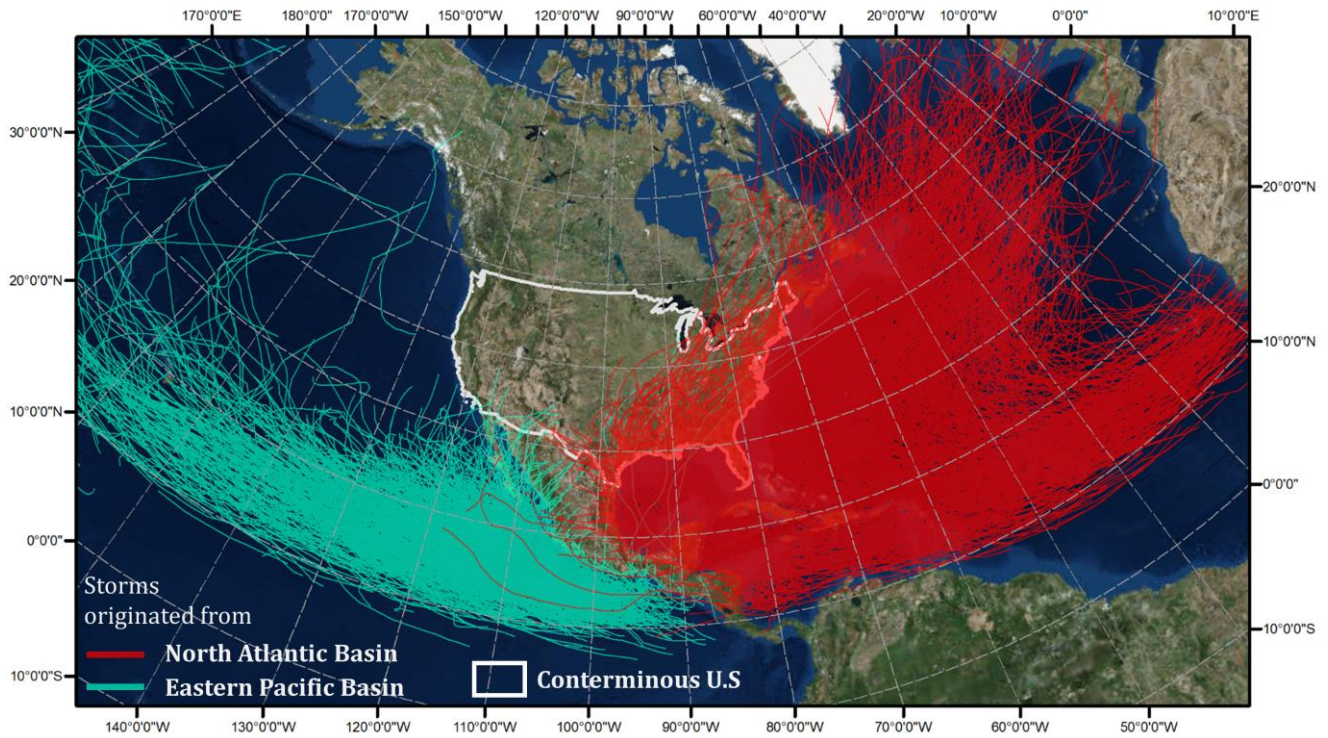 170°0'0"E 180°0'0" 170°0'0"W 150°0'0"W 120°0'0"W 90°0'0"W 60°0'0"W 40°0'0"W 20°0'0"W 10°0'0"W 0°0'0" 10°0'0"E
30°0'0"N
20°0'0"N
20°0'0"N
10°0'0"N
10°0'0"N
0°0'0"
0°0'0"
Storms
originated from
North Atlantic Basin
Eastern Pacific Basin
Conterminous U.S
10°0'0"S
10°0'0"S
140°0'0"W 130°0'0"W 120°0'0"W 110°0'0"W 100°0'0"W 90°0'0"W 80°0'0"W 70°0'0"W 60°0'0"W 50°0'0"W